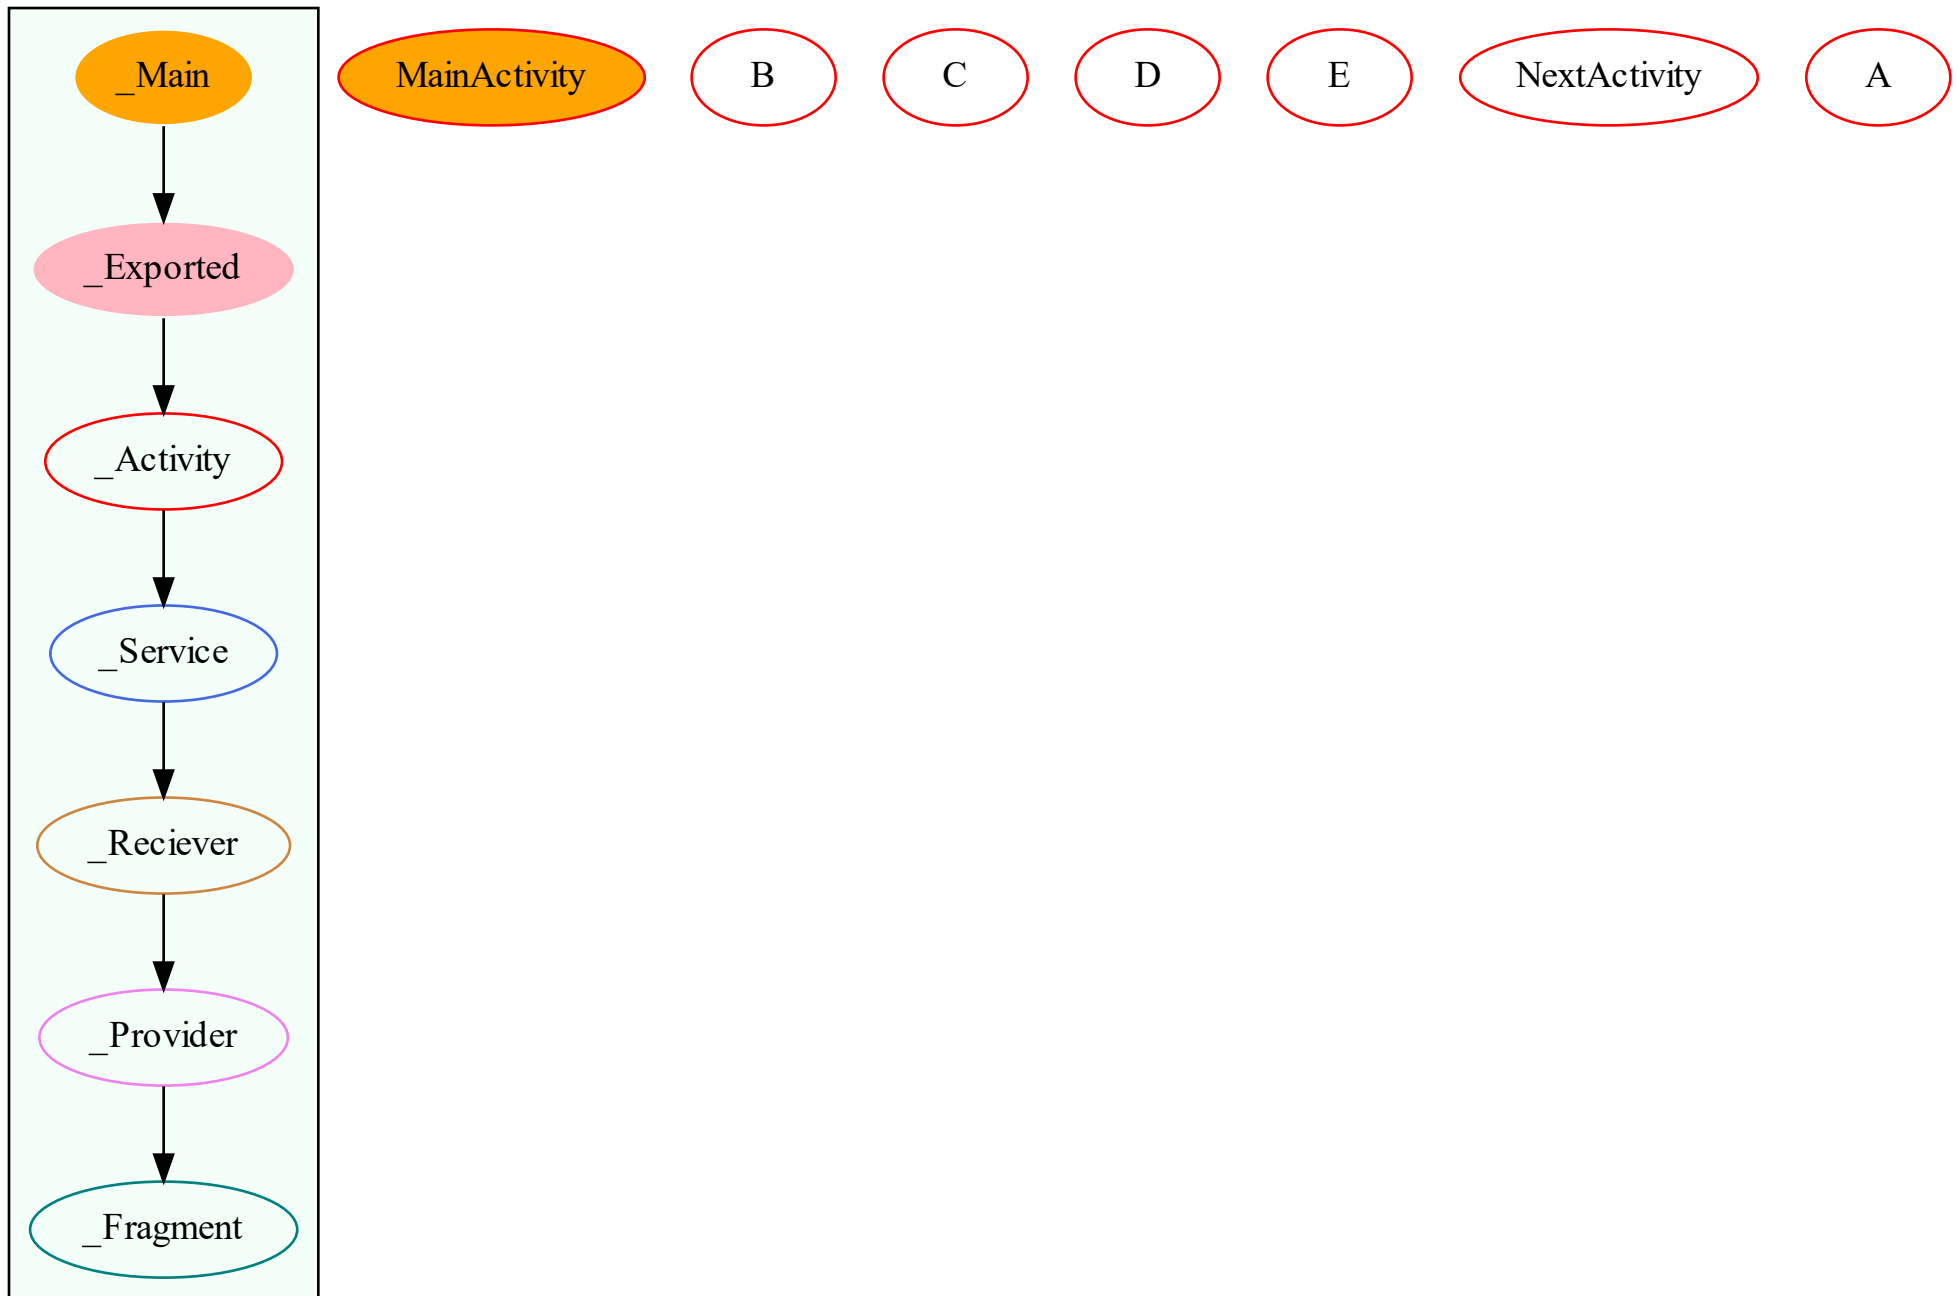 _Main
MainActivity
B
C
D
E
NextActivity
A
_Exported
_Activity
_Service
_Reciever
_Provider
_Fragment